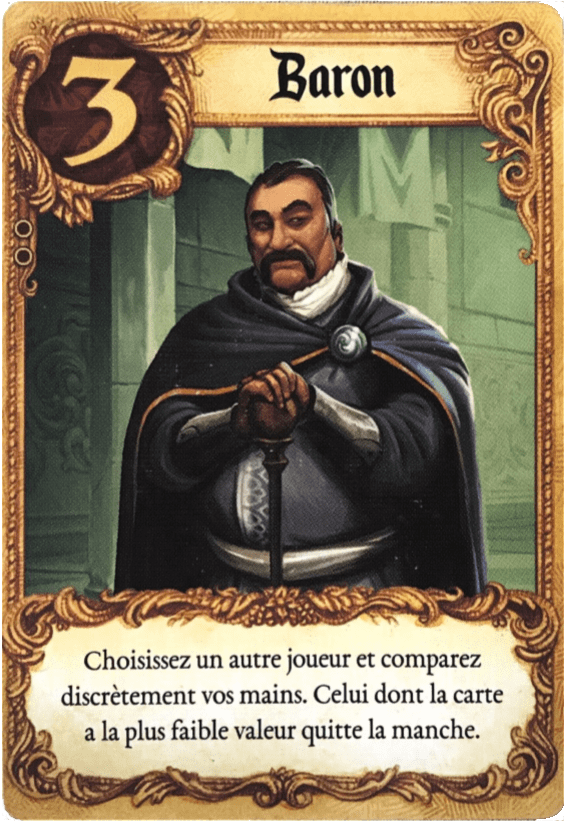 3
Baron
Choisissez un autre joueur et comparez
discrètement vos mains. Celui dont la carte
a la plus faible valeur quitte la manche.